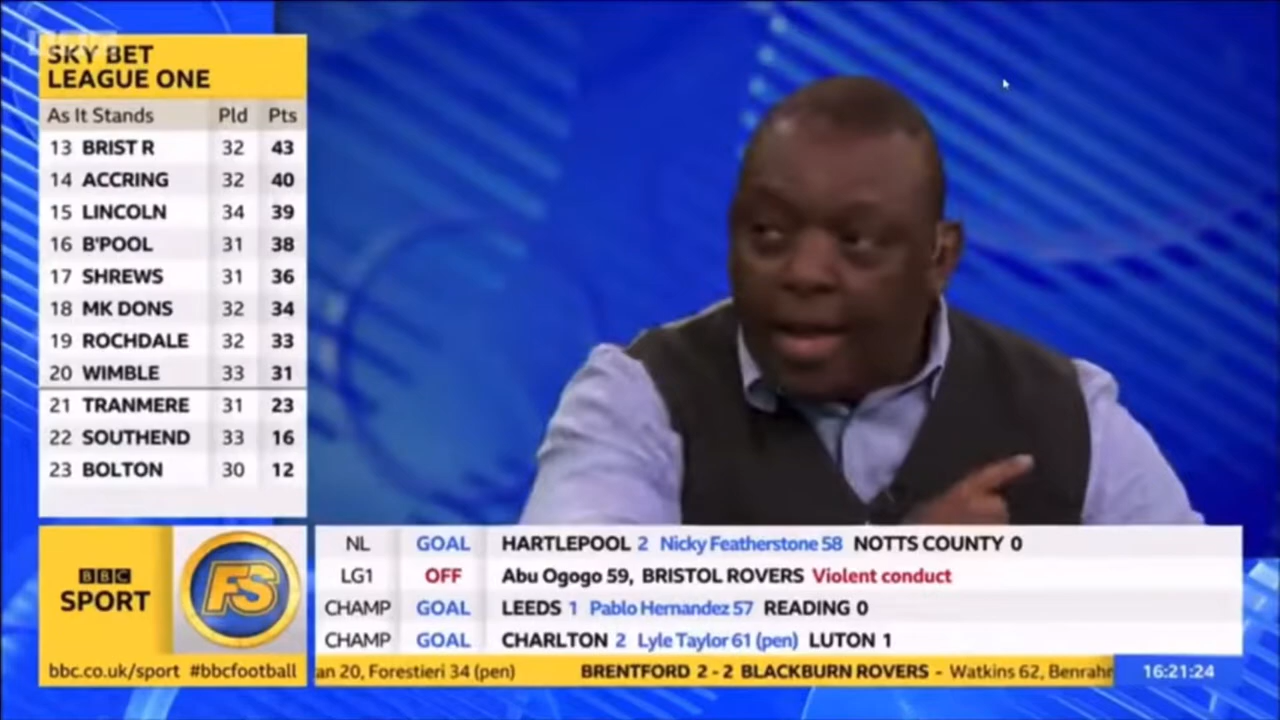 SKY BET
LEAGUE ONE
As It Stands Pld Pts
13 BRIST R 32 43
14 ACCRING 32 40
15 LINCOLN 34 39
16 B'POOL 31 38
17 SHREWS 31 36
18 MK DONS 32 34
19 ROCHDALE 32 33
20 WIMBLE 33 31
21 TRANMERE 31 23
22 SOUTHEND 33 16
23 BOLTON 30 12
BBC
SPORT
FS
NL GOAL HARTLEPOOL 2 Nicky Featherstone 58 NOTTS COUNTY 0
LG1 OFF Abu Ogogo 59, BRISTOL ROVERS Violent conduct
CHAMP GOAL LEEDS 1 Pablo Hernandez 57 READING 0
CHAMP GOAL CHARLTON 2 Lyle Taylor 61 (pen) LUTON 1
bbc.co.uk/sport #bbcfootball
an 20, Forestieri 34 (pen) BRENTFORD 2 - 2 BLACKBURN ROVERS - Watkins 62, Benrahr
16:21:24